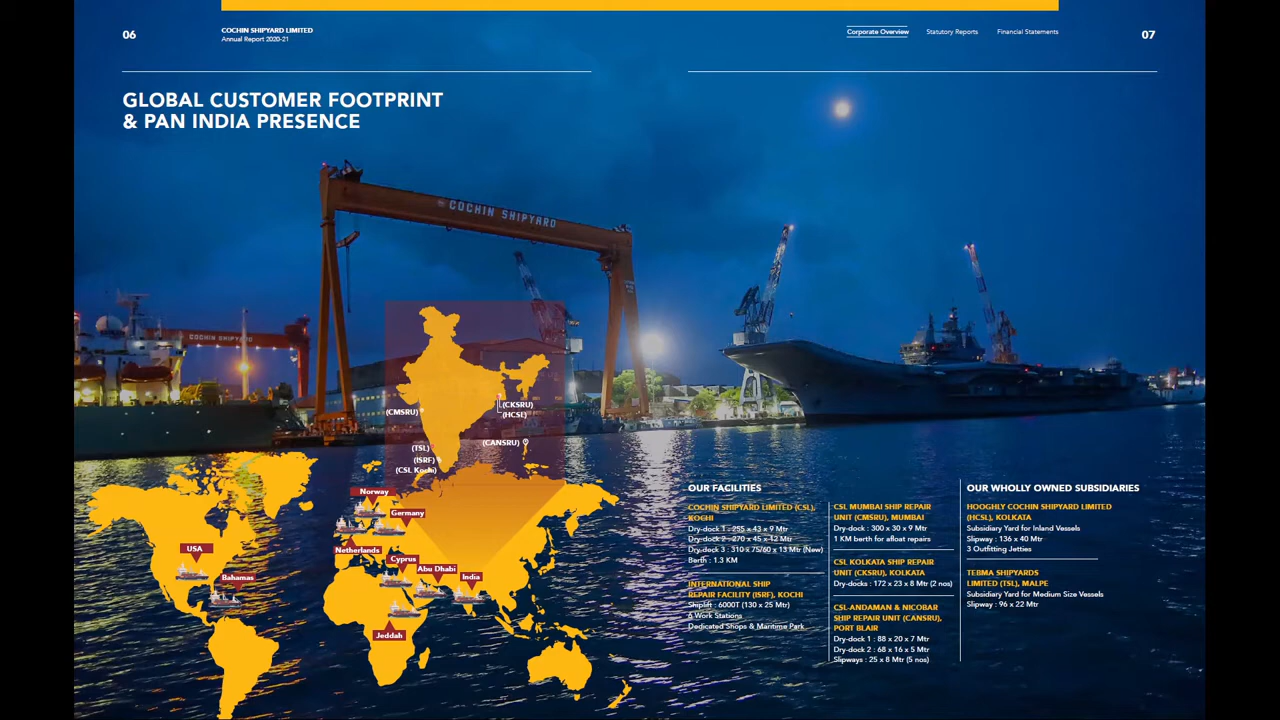 06
COCHIN SHIPYARD LIMITED
Annual Report 2020-21
Corporate Overview
Statutory Reports
Financial Statements
07
GLOBAL CUSTOMER FOOTPRINT
& PAN INDIA PRESENCE
COCHIN SHIPYARD
COCHIN SHIPYARD
(CMSRU)
(CKSRU)
(HCSL)
(CANSRU)
(TSL)
(ISRF)
(CSL Kochi)
Norway
Germany
Netherlands
USA
Cyprus
Abu Dhabi
India
Bahamas
Jeddah
OUR FACILITIES
COCHIN SHIPYARD LIMITED (CSL),
KOCHI
Dry-dock 1 : 255 x 43 x 9 Mtr
Dry-dock 2 : 270 x 45 x 12 Mtr
Dry-dock 3 : 310 x 75/60 x 13 Mtr (New)
Berth : 1.3 KM
INTERNATIONAL SHIP
REPAIR FACILITY (ISRF), KOCHI
Shiplift : 6000T (130 x 25 Mtr)
6 Work Stations
Dedicated Shops & Maritime Park
CSL MUMBAI SHIP REPAIR
UNIT (CMSRU), MUMBAI
Dry-dock : 300 x 30 x 9 Mtr
1 KM berth for afloat repairs
CSL KOLKATA SHIP REPAIR
UNIT (CKSRU), KOLKATA
Dry-docks : 172 x 23 x 8 Mtr (2 nos)
CSL-ANDAMAN & NICOBAR
SHIP REPAIR UNIT (CANSRU),
PORT BLAIR
Dry-dock 1 : 88 x 20 x 7 Mtr
Dry-dock 2 : 68 x 16 x 5 Mtr
Slipways : 25 x 8 Mtr (5 nos)
OUR WHOLLY OWNED SUBSIDIARIES
HOOGHLY COCHIN SHIPYARD LIMITED
(HCSL), KOLKATA
Subsidiary Yard for Inland Vessels
Slipway : 136 x 40 Mtr
3 Outfitting Jetties
TEBMA SHIPYARDS
LIMITED (TSL), MALPE
Subsidiary Yard for Medium Size Vessels
Slipway : 96 x 22 Mtr